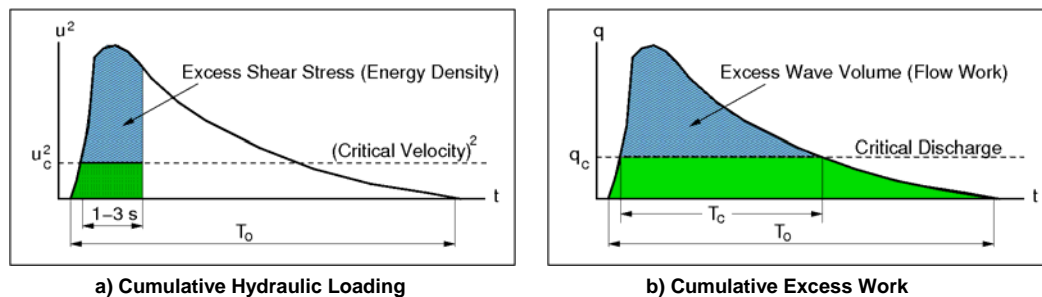 u²
Excess Shear Stress (Energy Density)
u²c
(Critical Velocity)²
t
1–3 s
To
a) Cumulative Hydraulic Loading
q
Excess Wave Volume (Flow Work)
qc
Critical Discharge
t
Tc
To
b) Cumulative Excess Work